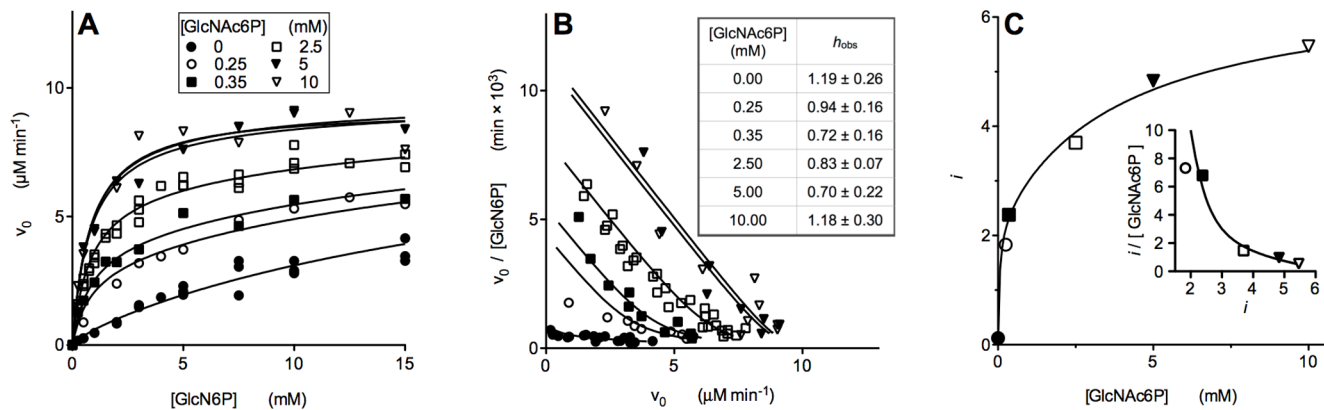 A
[GlcNAc6P] (mM)
0 2.5
0.25 5
0.35 10
10
5
0
v0 (µM min-1)
0 5 10 15
[GlcN6P] (mM)
B
[GlcNAc6P] (mM) hobs
0.00 1.19 ± 0.26
0.25 0.94 ± 0.16
0.35 0.72 ± 0.16
2.50 0.83 ± 0.07
5.00 0.70 ± 0.22
10.00 1.18 ± 0.30
10
5
0
v0 / [GlcN6P] (min × 10³)
0 5 10
v0 (µM min-1)
C
6
4
2
0
i
0 5 10
[GlcNAc6P] (mM)
10
8
6
4
2
0
i / [ GlcNAc6P ]
2 3 4 5 6
i